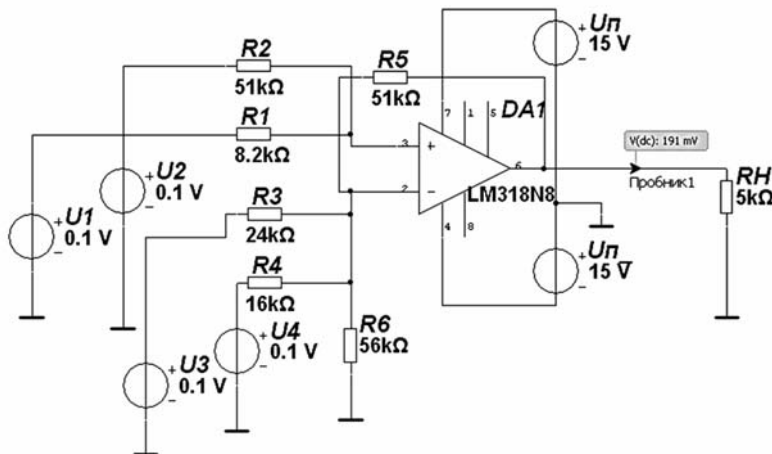 R2
51kΩ
R5
51kΩ
Uп
15 V
R1
8.2kΩ
7
1
5
DA1
3
+
2
−
6
LM318N8
4
8
V(dc): 191 mV
Пробник1
RH
5kΩ
U2
0.1 V
U1
0.1 V
R3
24kΩ
R4
16kΩ
Uп
15 V
R6
56kΩ
U4
0.1 V
U3
0.1 V